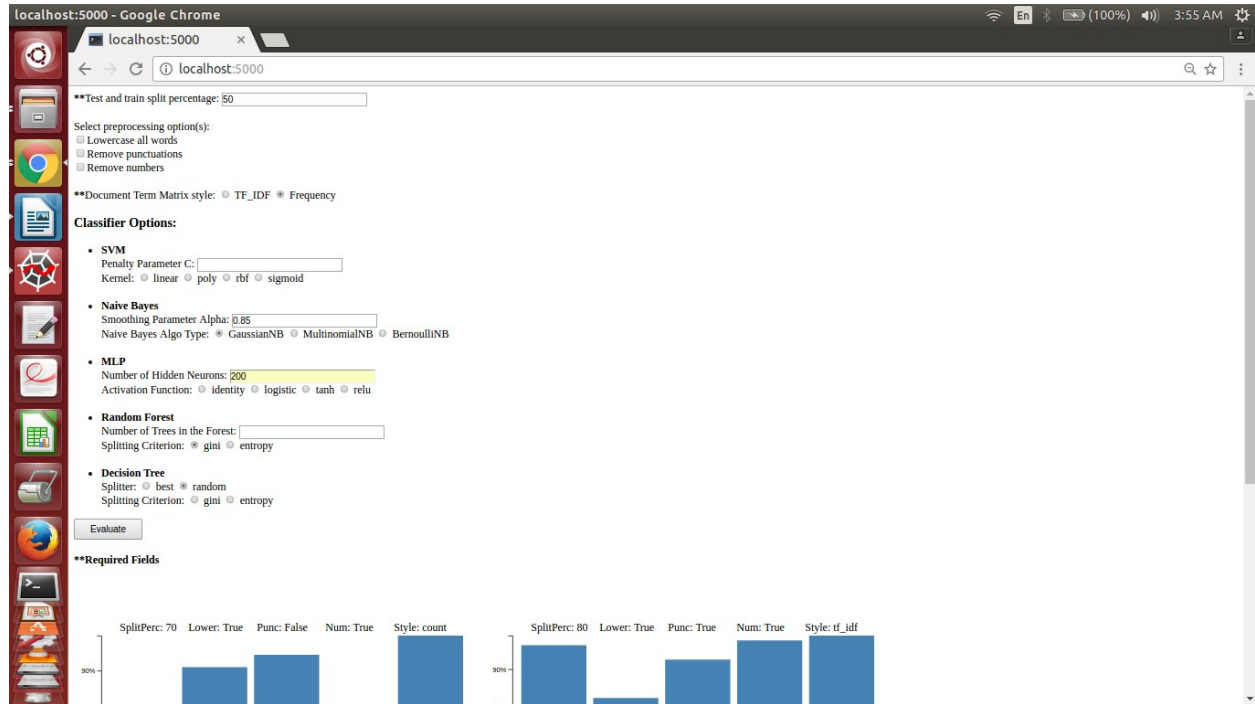 localhost:5000 - Google Chrome
En (100%) 3:55 AM
localhost:5000 ×
localhost:5000
**Test and train split percentage: 50
Select preprocessing option(s):
Lowercase all words
Remove punctuations
Remove numbers
**Document Term Matrix style: TF_IDF Frequency
Classifier Options:
• SVM
Penalty Parameter C:
Kernel: linear poly rbf sigmoid
• Naive Bayes
Smoothing Parameter Alpha: 0.85
Naive Bayes Algo Type: GaussianNB MultinomialNB BernoulliNB
• MLP
Number of Hidden Neurons: 200
Activation Function: identity logistic tanh relu
• Random Forest
Number of Trees in the Forest:
Splitting Criterion: gini entropy
• Decision Tree
Splitter: best random
Splitting Criterion: gini entropy
Evaluate
**Required Fields
SplitPerc: 70 Lower: True Punc: False Num: True Style: count
90%
SplitPerc: 80 Lower: True Punc: True Num: True Style: tf_idf
90%